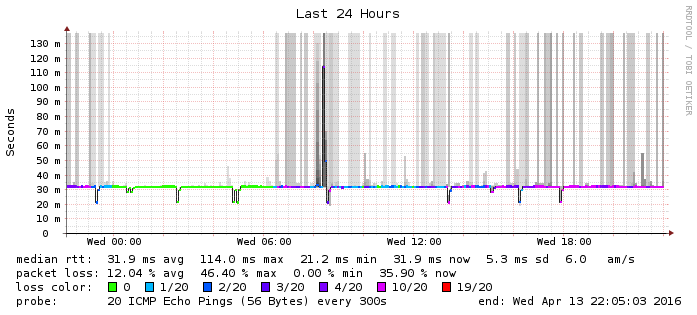 Last 24 Hours
RRDTOOL / TOBI OETIKER
Seconds
130 m
120 m
110 m
100 m
90 m
80 m
70 m
60 m
50 m
40 m
30 m
20 m
10 m
0
Wed 00:00 Wed 06:00 Wed 12:00 Wed 18:00
median rtt: 31.9 ms avg 114.0 ms max 21.2 ms min 31.9 ms now 5.3 ms sd 6.0 am/s
packet loss: 12.04 % avg 46.40 % max 0.00 % min 35.90 % now
loss color: 0 1/20 2/20 3/20 4/20 10/20 19/20
probe: 20 ICMP Echo Pings (56 Bytes) every 300s end: Wed Apr 13 22:05:03 2016